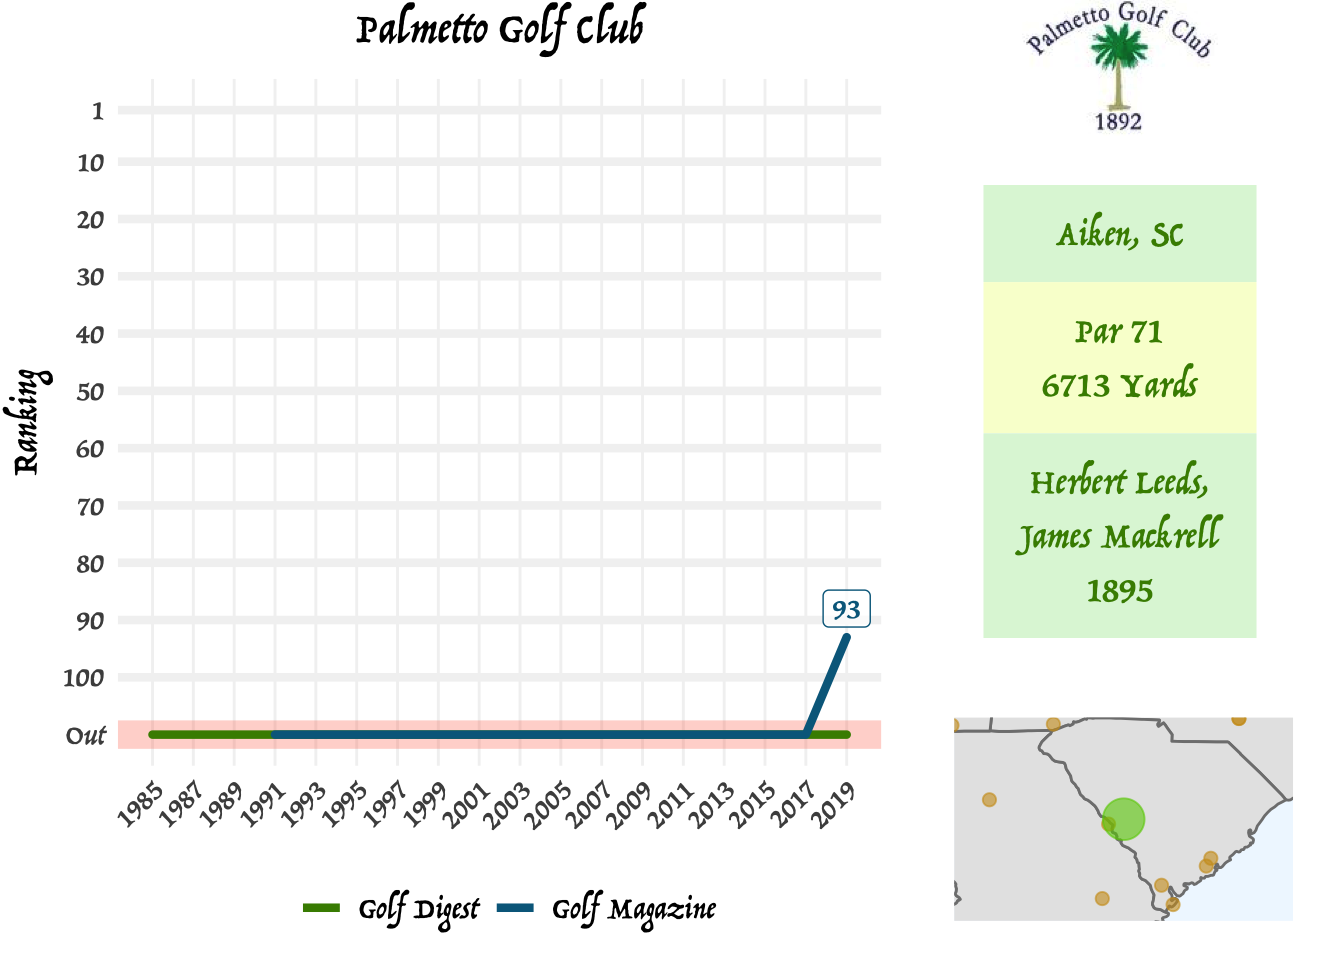 Palmetto Golf Club
Ranking
1
10
20
30
40
50
60
70
80
90
100
Out
93
1985
1987
1989
1991
1993
1995
1997
1999
2001
2003
2005
2007
2009
2011
2013
2015
2017
2019
Golf Digest
Golf Magazine
Palmetto Golf Club
1892
Aiken, SC
Par 71
6713 Yards
Herbert Leeds,
James Mackrell
1895